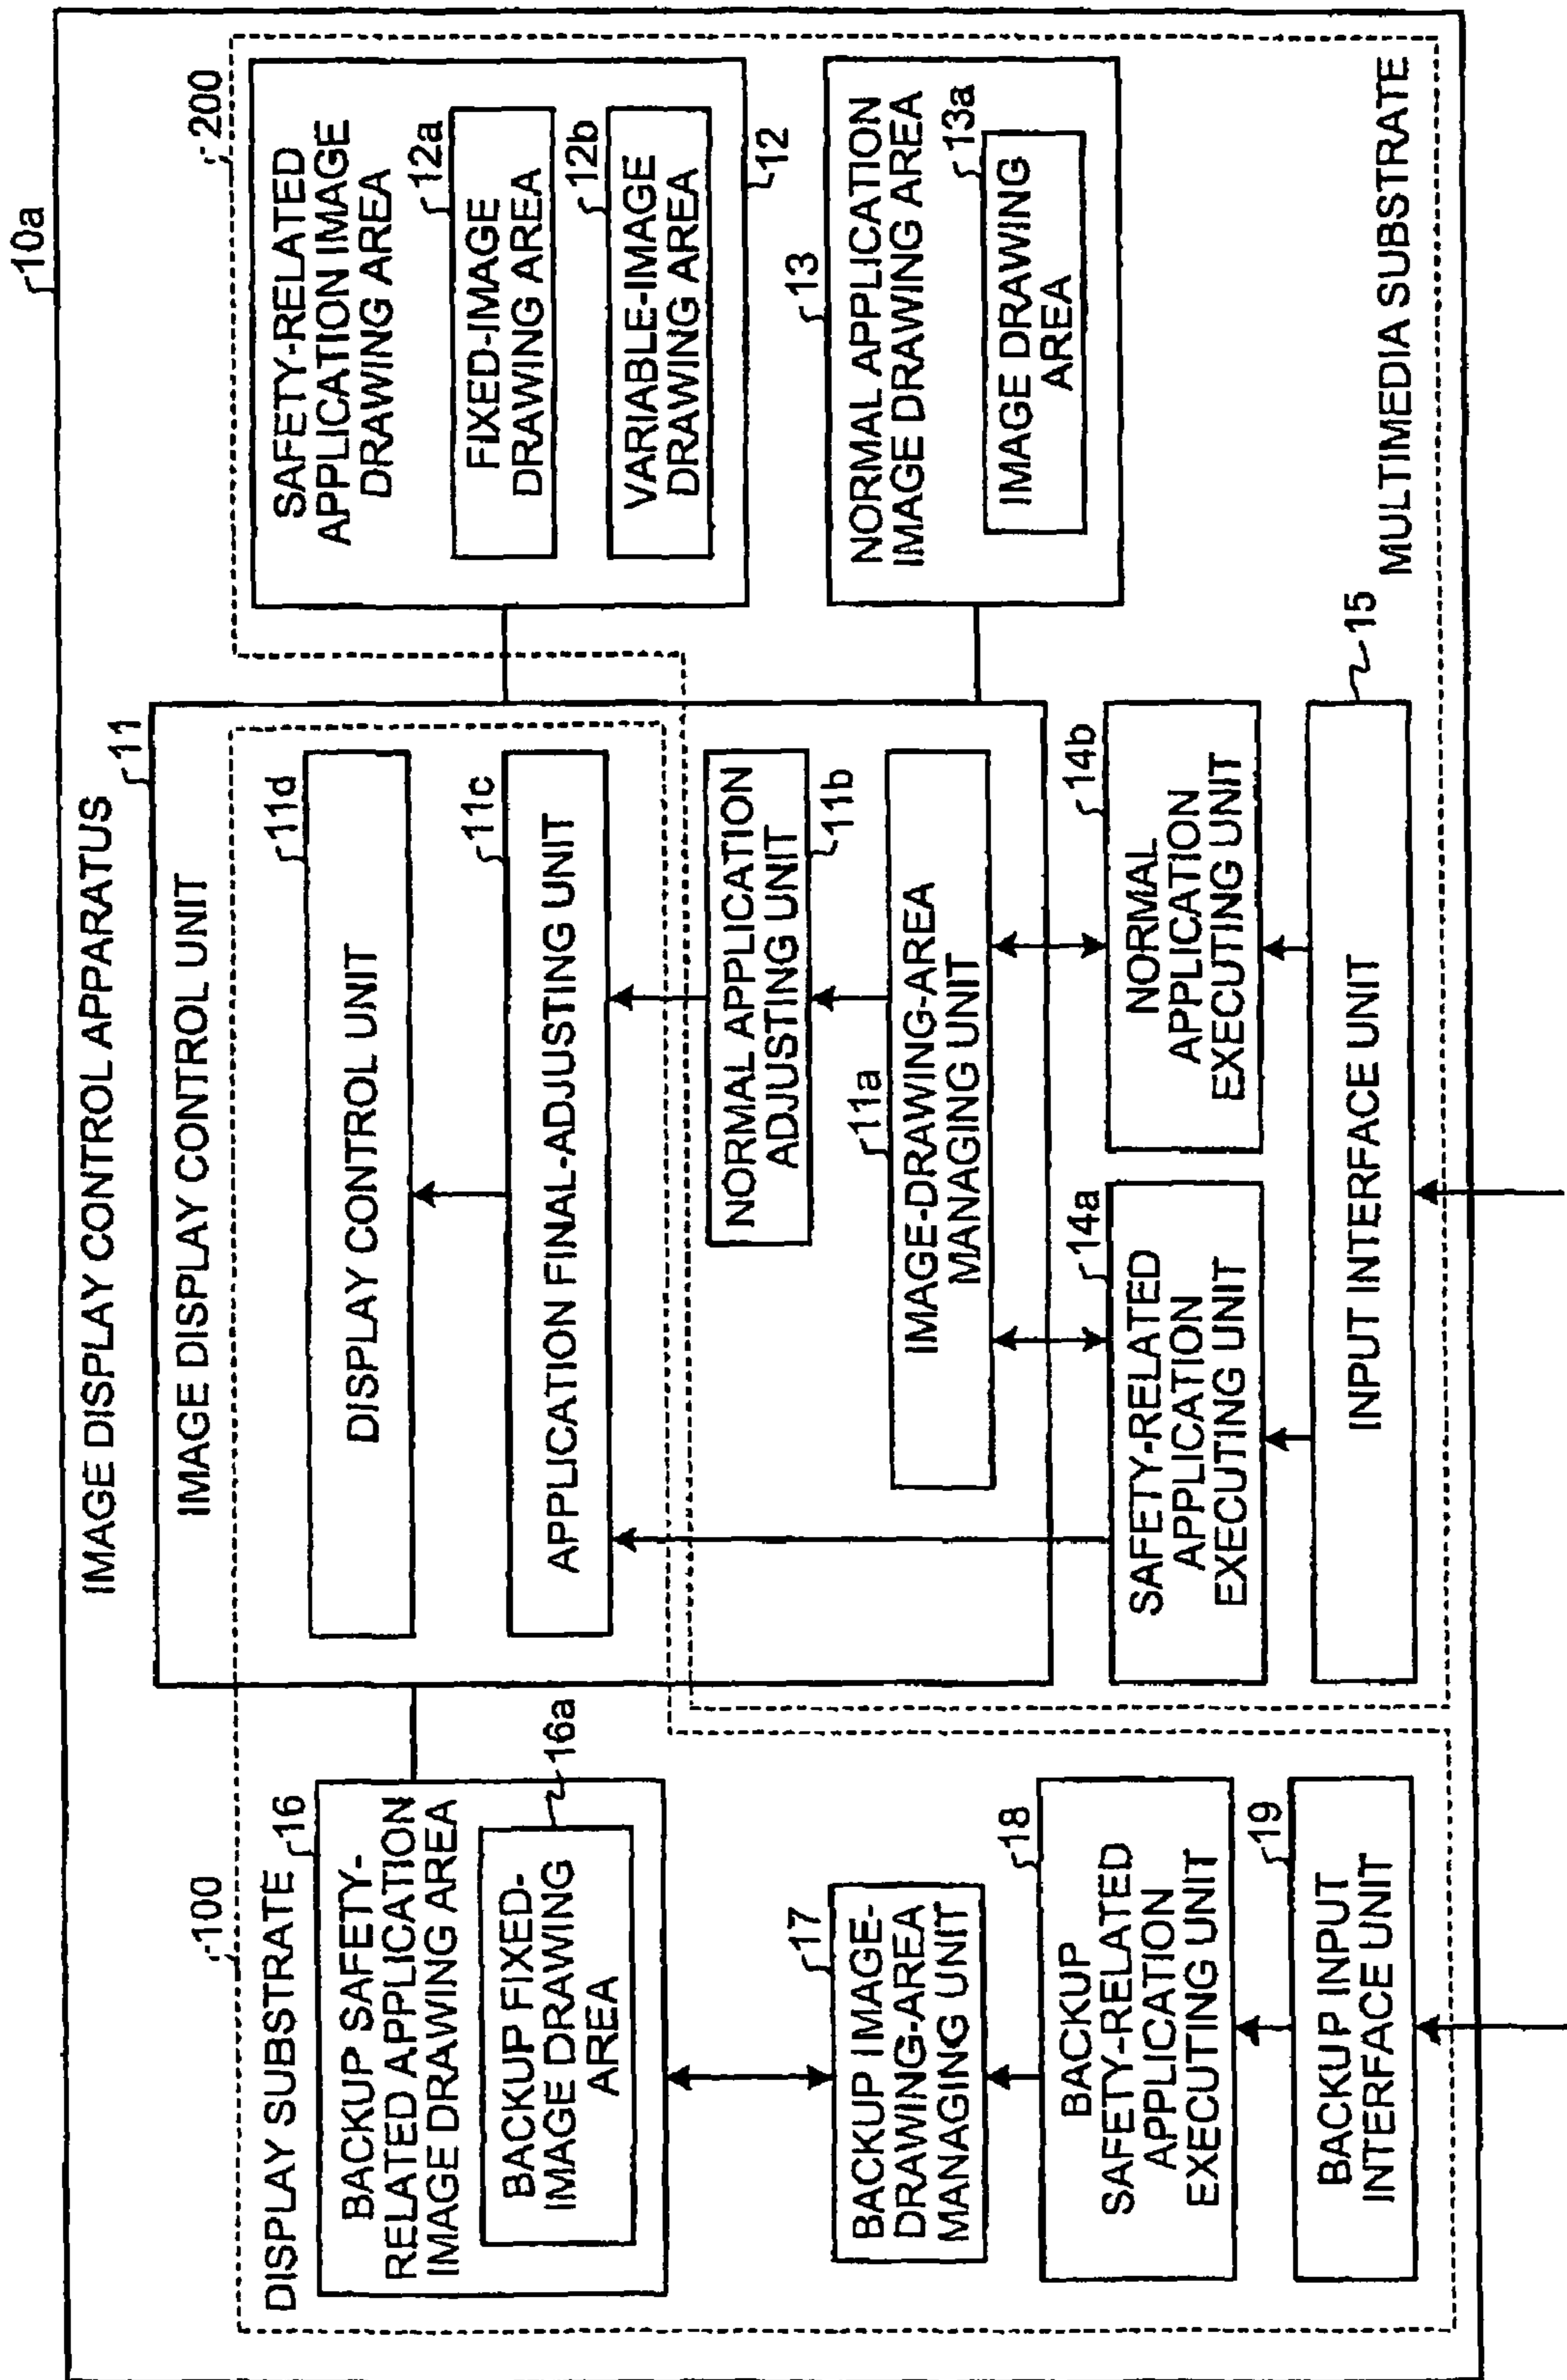 10a
IMAGE DISPLAY CONTROL APPARATUS
100
DISPLAY SUBSTRATE
16
BACKUP SAFETY-
RELATED APPLICATION
IMAGE DRAWING AREA
BACKUP FIXED-
IMAGE DRAWING
AREA
16a
17
BACKUP IMAGE-
DRAWING-AREA
MANAGING UNIT
18
BACKUP
SAFETY-RELATED
APPLICATION
EXECUTING UNIT
19
BACKUP INPUT
INTERFACE UNIT
11
IMAGE DISPLAY CONTROL UNIT
11d
DISPLAY CONTROL UNIT
11c
APPLICATION FINAL-ADJUSTING UNIT
NORMAL APPLICATION
ADJUSTING UNIT
11b
11a
IMAGE-DRAWING-AREA
MANAGING UNIT
14a
SAFETY-RELATED
APPLICATION
EXECUTING UNIT
14b
NORMAL
APPLICATION
EXECUTING UNIT
15
INPUT INTERFACE UNIT
200
SAFETY-RELATED
APPLICATION IMAGE
DRAWING AREA
12a
FIXED-IMAGE
DRAWING AREA
12b
VARIABLE-IMAGE
DRAWING AREA
12
13
NORMAL APPLICATION
IMAGE DRAWING AREA
13a
IMAGE DRAWING
AREA
MULTIMEDIA SUBSTRATE